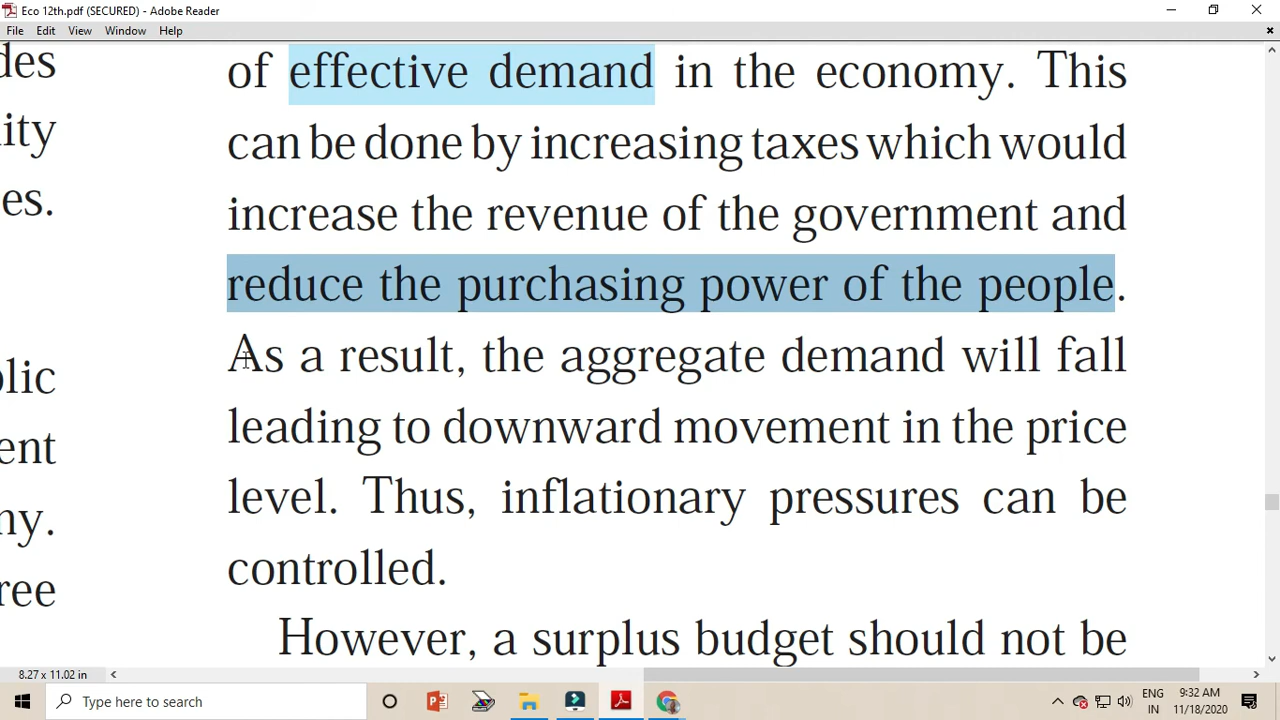 Eco 12th.pdf (SECURED) - Adobe Reader
File Edit View Window Help
des
ity
es.
lic
ent
ny.
ree
of effective demand in the economy. This
can be done by increasing taxes which would
increase the revenue of the government and
reduce the purchasing power of the people.
As a result, the aggregate demand will fall
leading to downward movement in the price
level. Thus, inflationary pressures can be
controlled.
However, a surplus budget should not be
8.27 x 11.02 in
Type here to search
ENG
IN
9:32 AM
11/18/2020